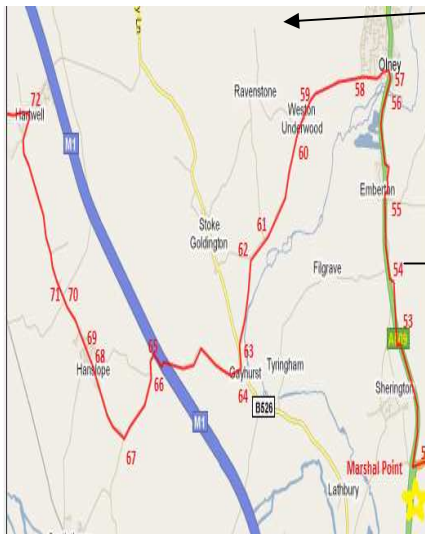 Olney
57
58
56
59
Ravenstone
Weston
Underwood
60
72
Hartwell
M1
Emberton
55
Stoke
Goldington
61
62
Filgrave
54
71
70
53
69
68
65
63
Hanslope
66
Gayhurst
64
Tyringham
Sherington
B526
M1
67
Marshal Point
Lathbury